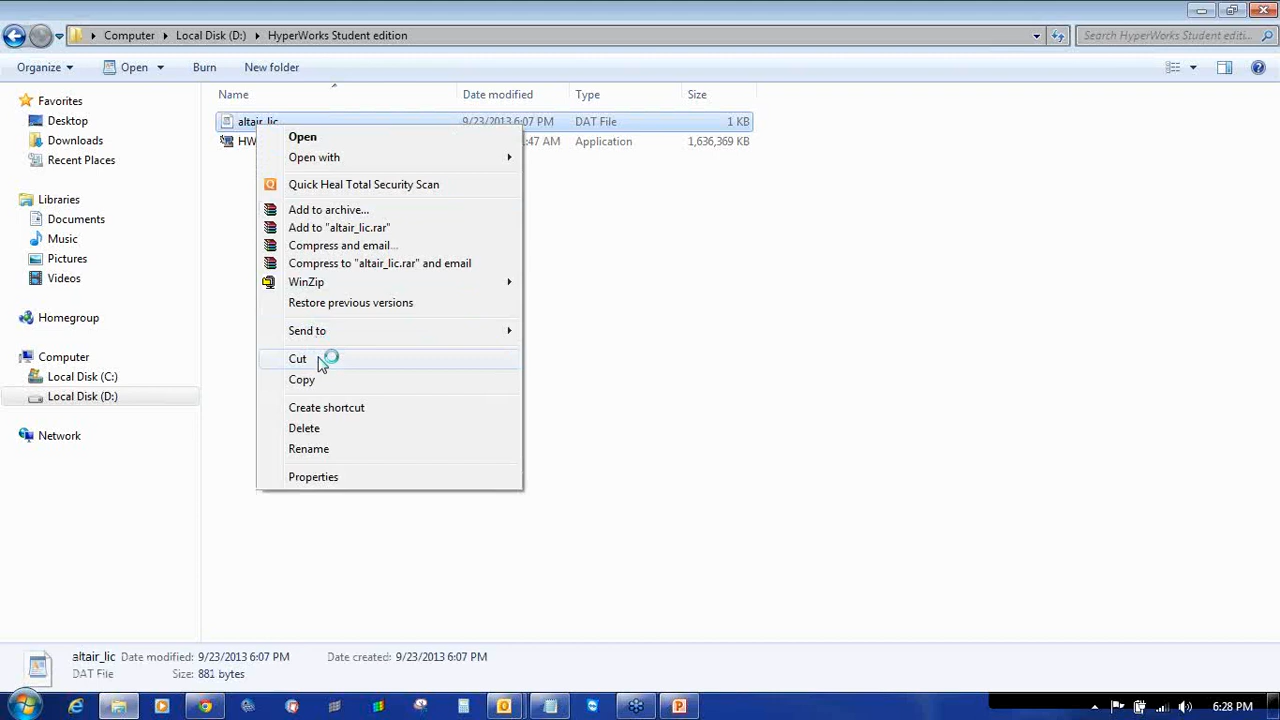 Computer Local Disk (D:) HyperWorks Student edition
Search HyperWorks Student editi...
Organize Open Burn New folder
Name Date modified Type Size
Favorites
Desktop
Downloads
Recent Places
Libraries
Documents
Music
Pictures
Videos
Homegroup
Computer
Local Disk (C:)
Local Disk (D:)
Network
altair_lic 9/23/2013 6:07 PM DAT File 1 KB
HW :47 AM Application 1,636,369 KB
Open
Open with
Quick Heal Total Security Scan
Add to archive...
Add to "altair_lic.rar"
Compress and email...
Compress to "altair_lic.rar" and email
WinZip
Restore previous versions
Send to
Cut
Copy
Create shortcut
Delete
Rename
Properties
altair_lic Date modified: 9/23/2013 6:07 PM Date created: 9/23/2013 6:07 PM
DAT File Size: 881 bytes
6:28 PM